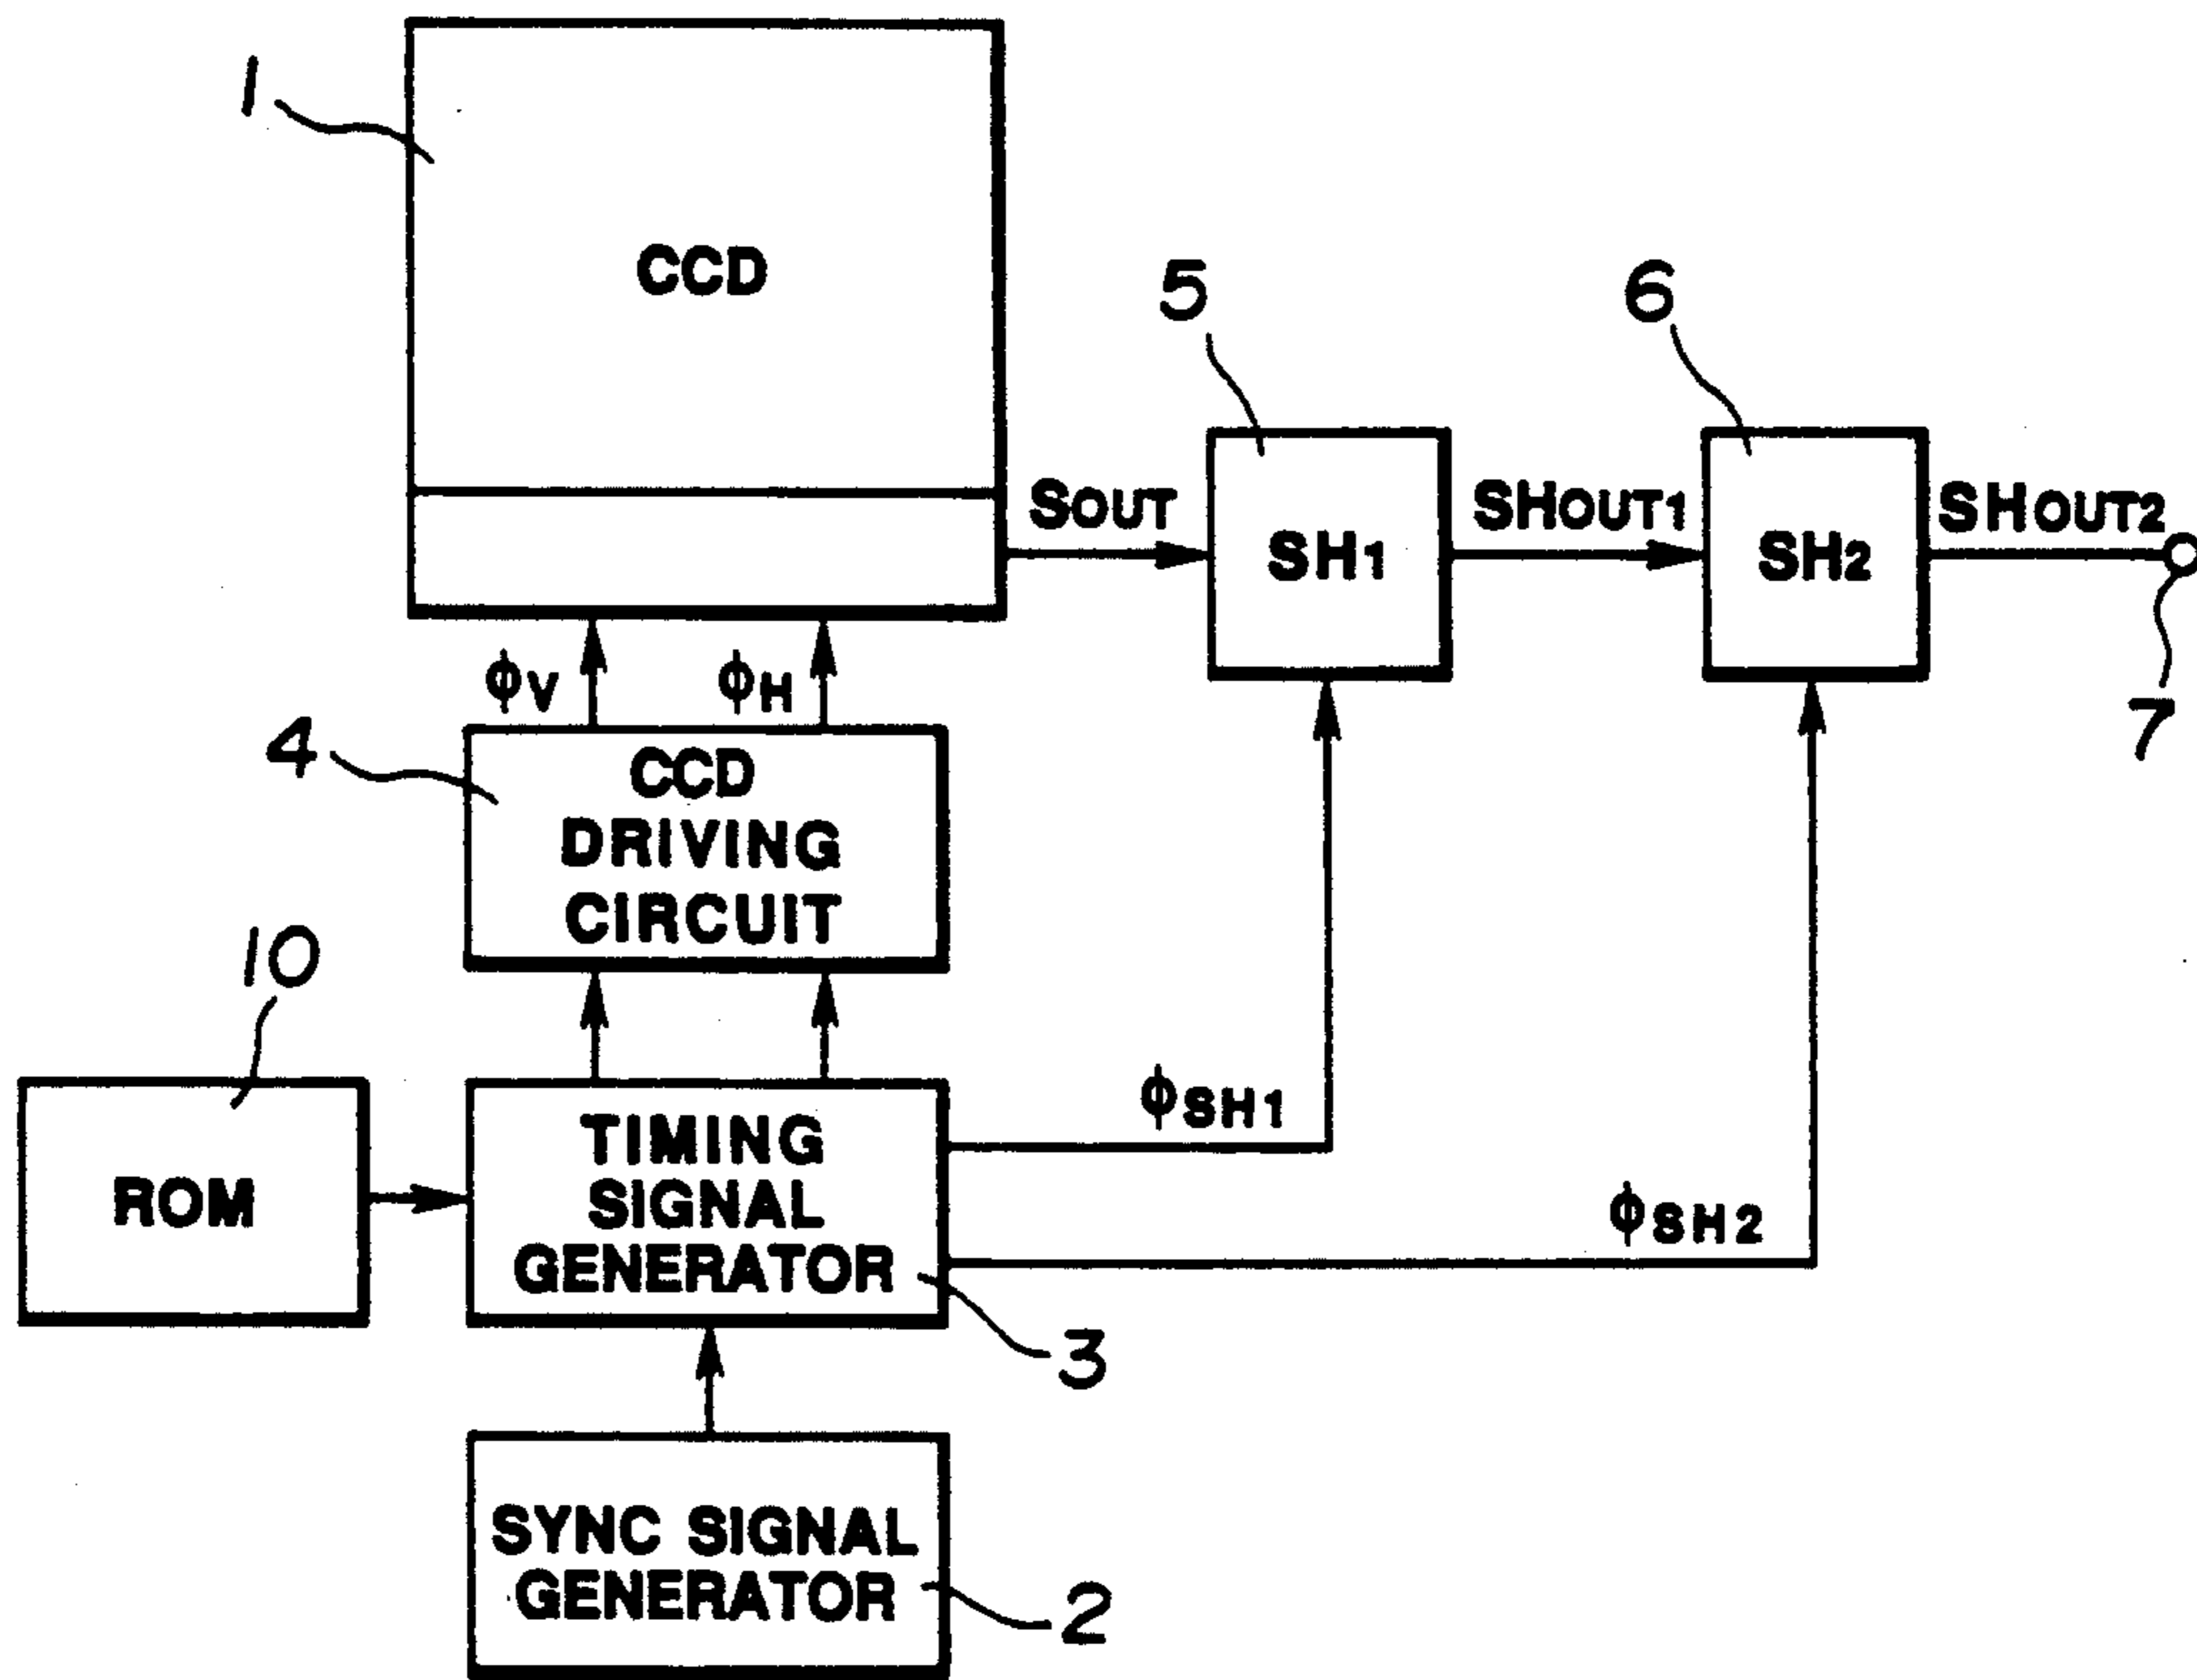 1
CCD
5
6
SOUT
SHOUT1
SHOUT2
SH1
SH2
7
φV
φH
4
CCD
DRIVING
CIRCUIT
10
ROM
TIMING
SIGNAL
GENERATOR
φSH1
φSH2
3
SYNC SIGNAL
GENERATOR
2